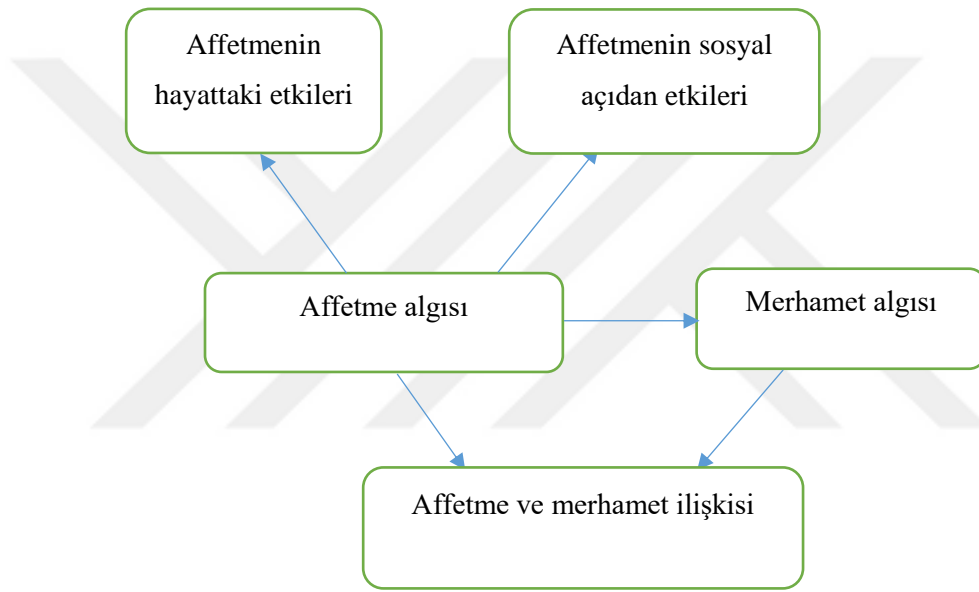 Affetmenin
hayattaki etkileri
Affetmenin sosyal
açıdan etkileri
Affetme algısı
Merhamet algısı
Affetme ve merhamet ilişkisi